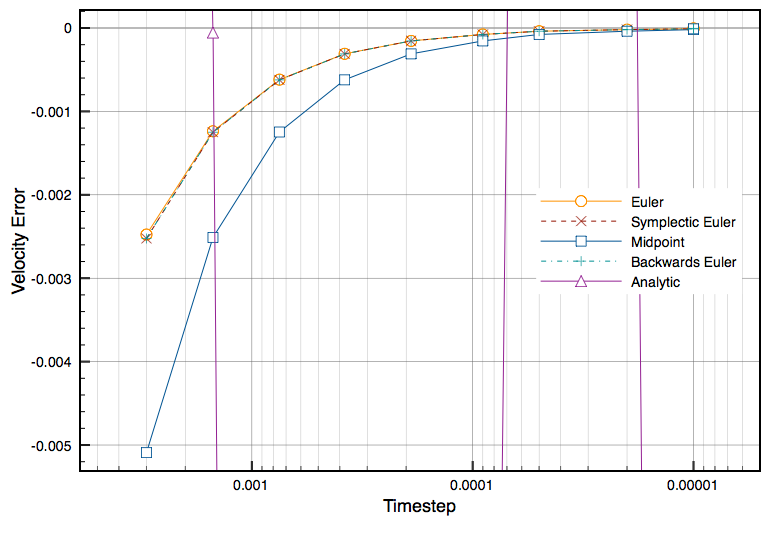 0
-0.001
-0.002
-0.003
-0.004
-0.005
Velocity Error
Euler
Symplectic Euler
Midpoint
Backwards Euler
Analytic
0.001
0.0001
0.00001
Timestep